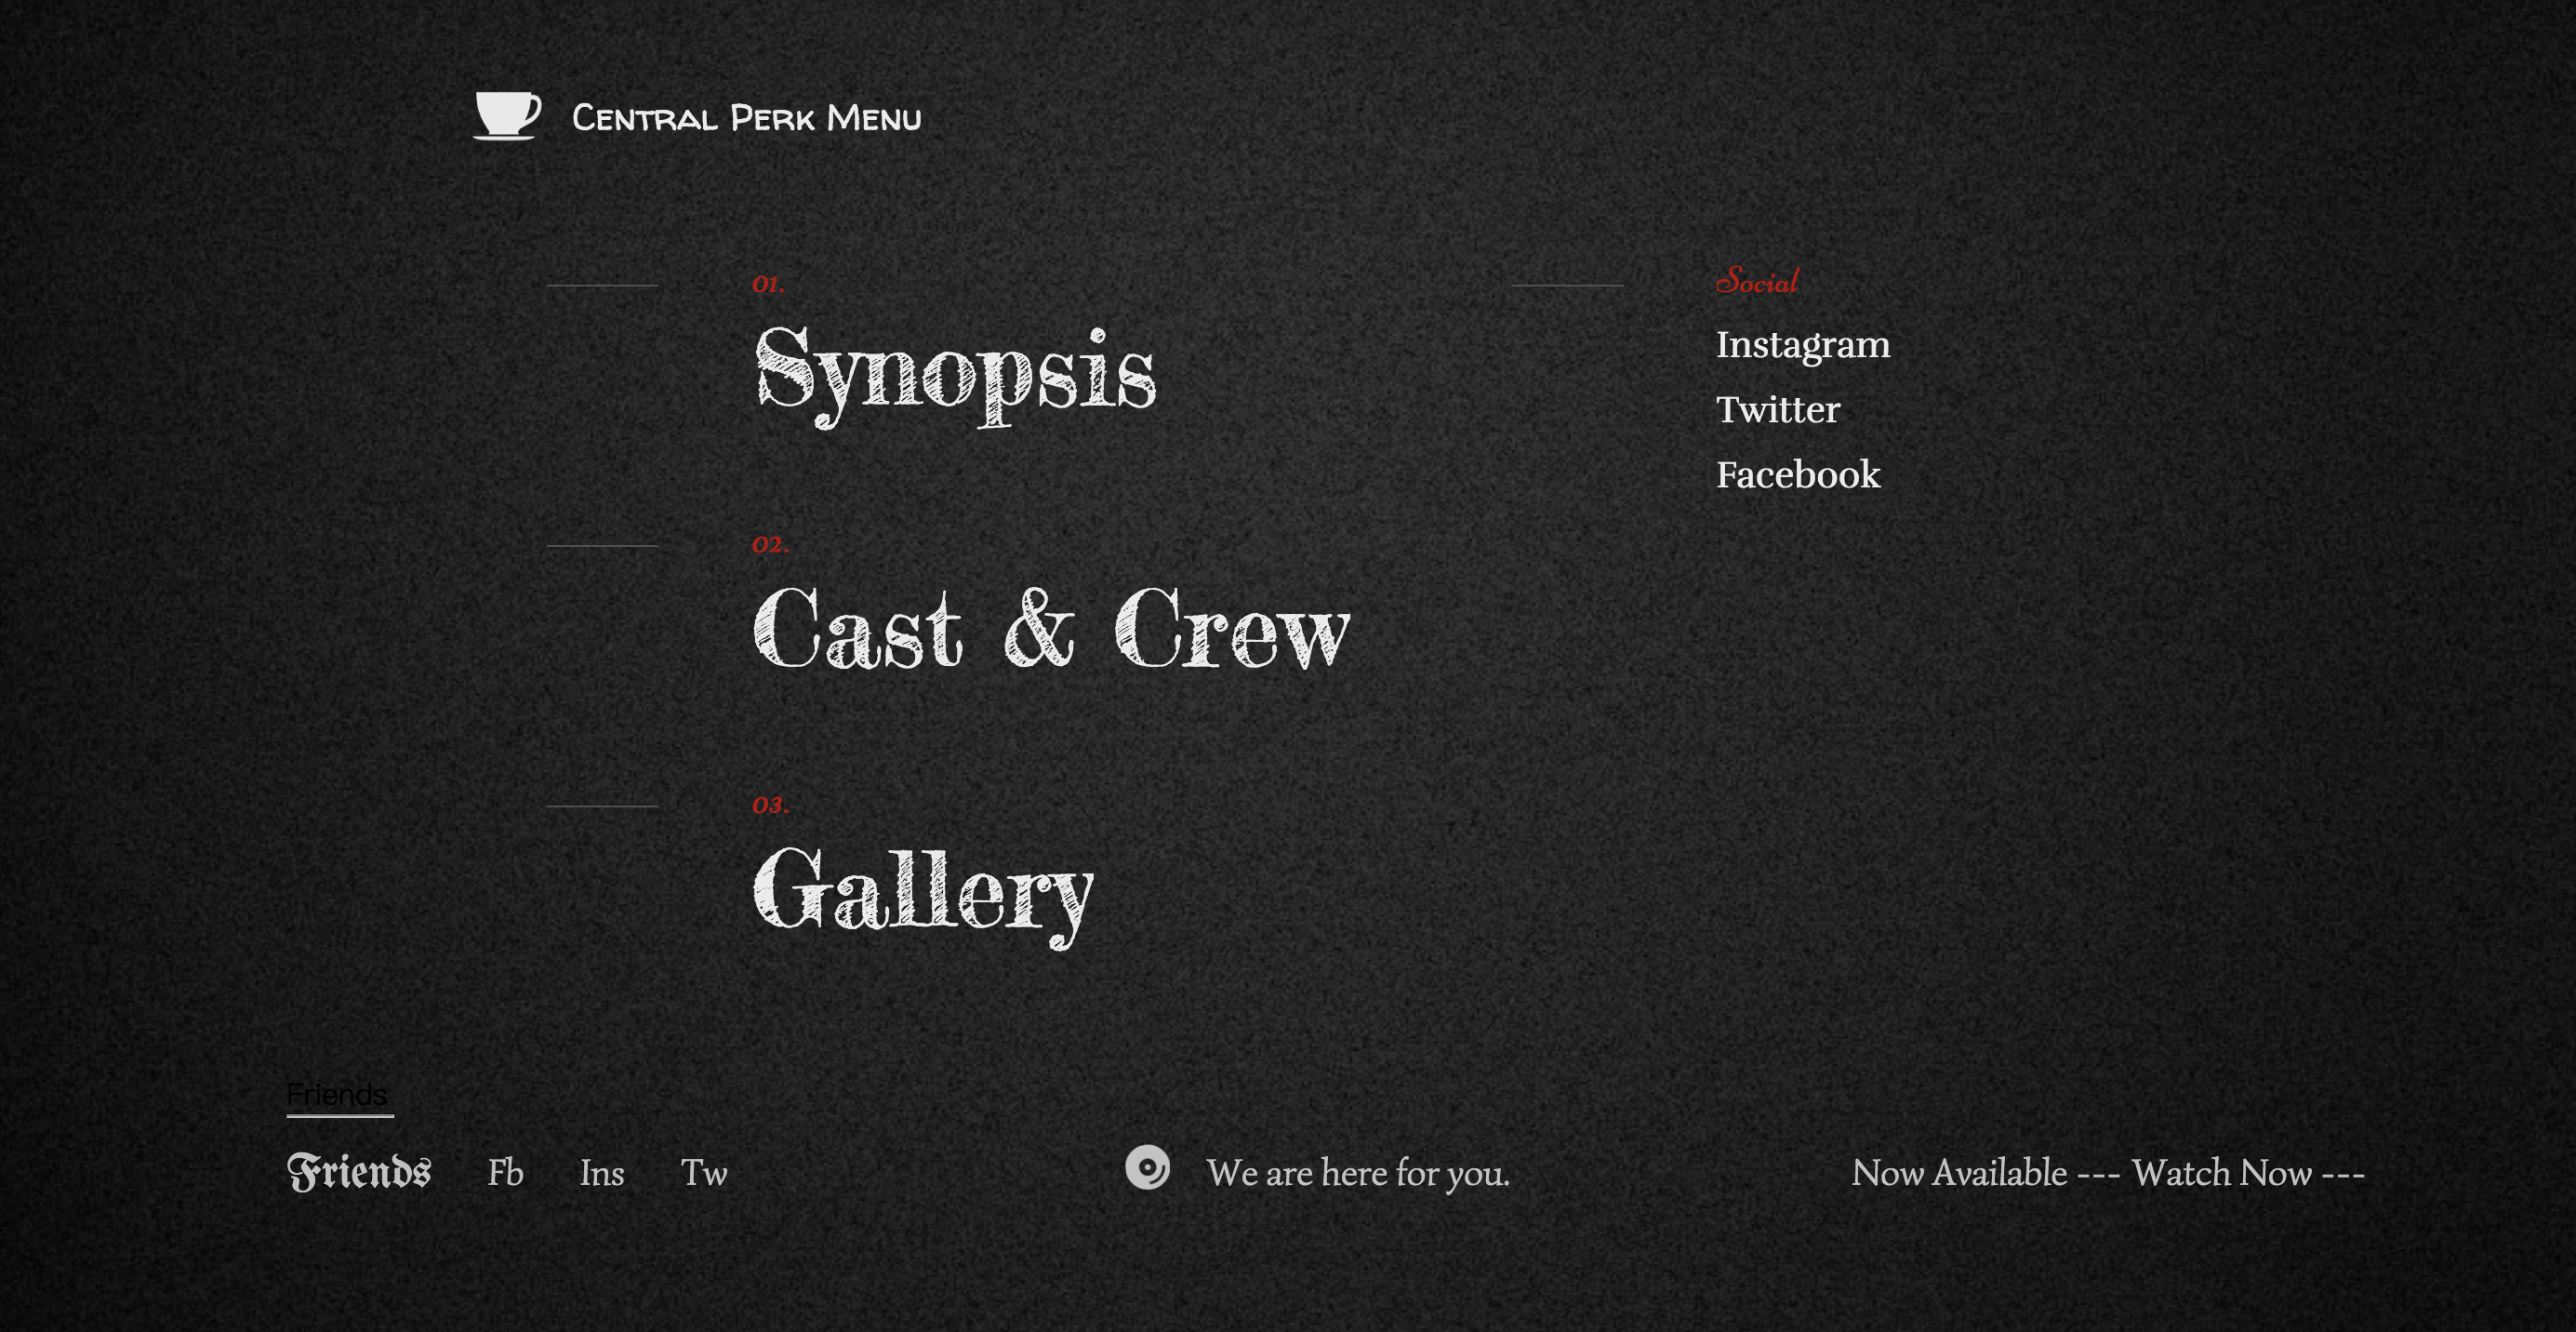 Central Perk Menu
01.
Synopsis
02.
Cast & Crew
03.
Gallery
Social
Instagram
Twitter
Facebook
Friends
Friends Fb Ins Tw
We are here for you.
Now Available --- Watch Now ---